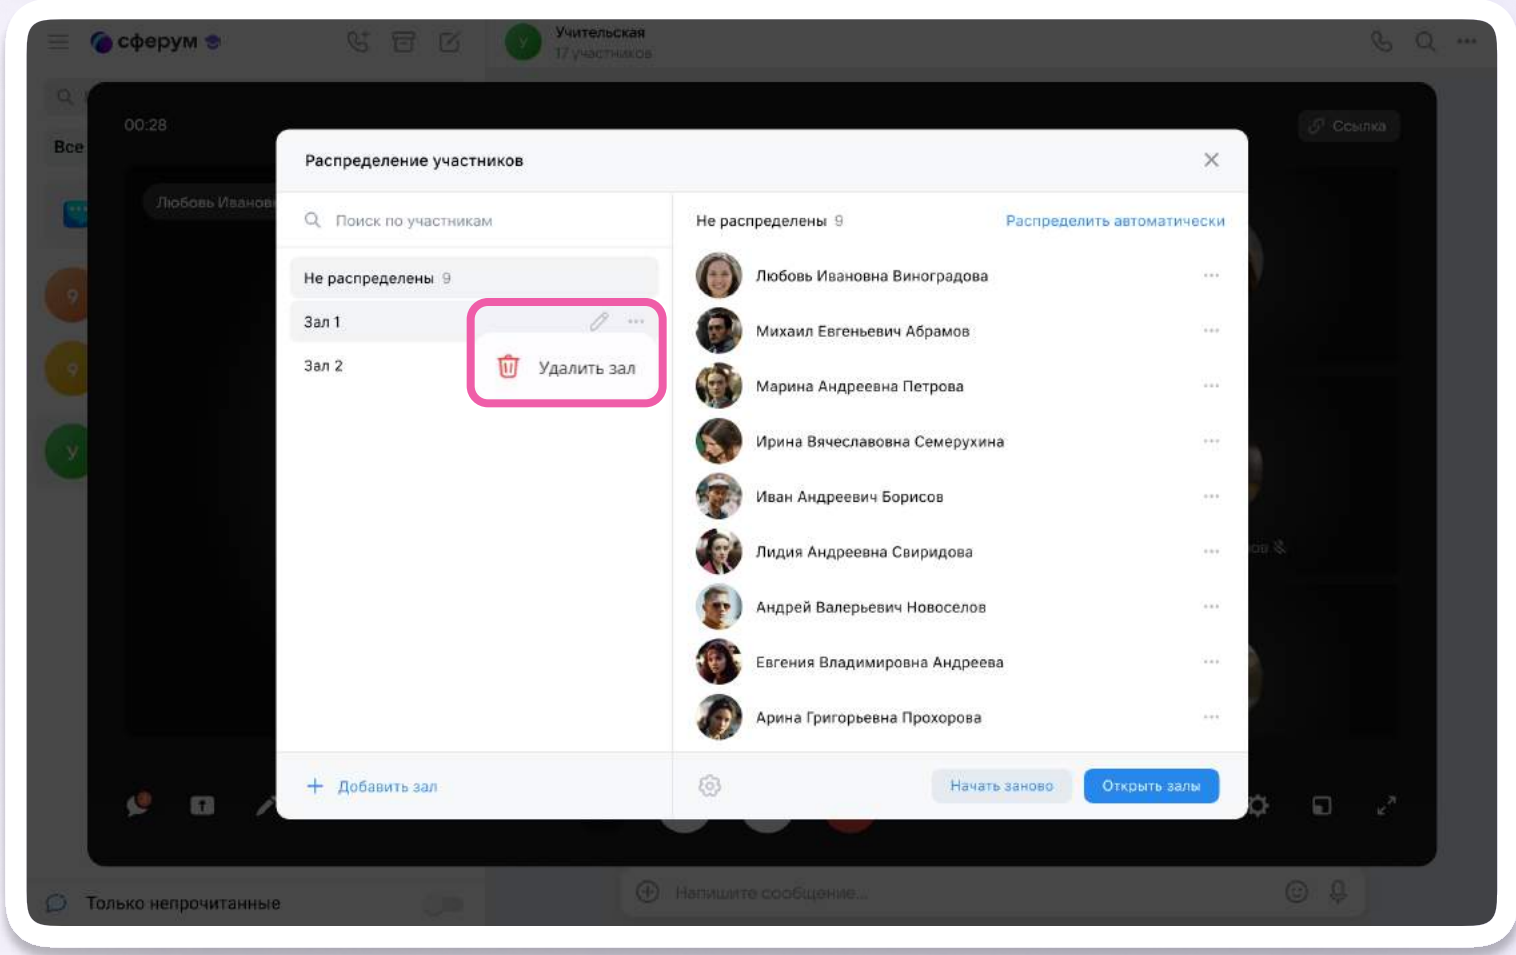 сферум
У
Учительская
17 участников
00:28
Ссылка
Все
Любовь Иванов
Распределение участников
Поиск по участникам
Не распределены 9
Зал 1
Удалить зал
Зал 2
Добавить зал
Не распределены 9
Распределить автоматически
Любовь Ивановна Виноградова
Михаил Евгеньевич Абрамов
Марина Андреевна Петрова
Ирина Вячеславовна Семерухина
Иван Андреевич Борисов
Лидия Андреевна Свиридова
Андрей Валерьевич Новоселов
Евгения Владимировна Андреева
Арина Григорьевна Прохорова
Начать заново
Открыть залы
9
9
У
ов
Только непрочитанные
Напишите сообщение...